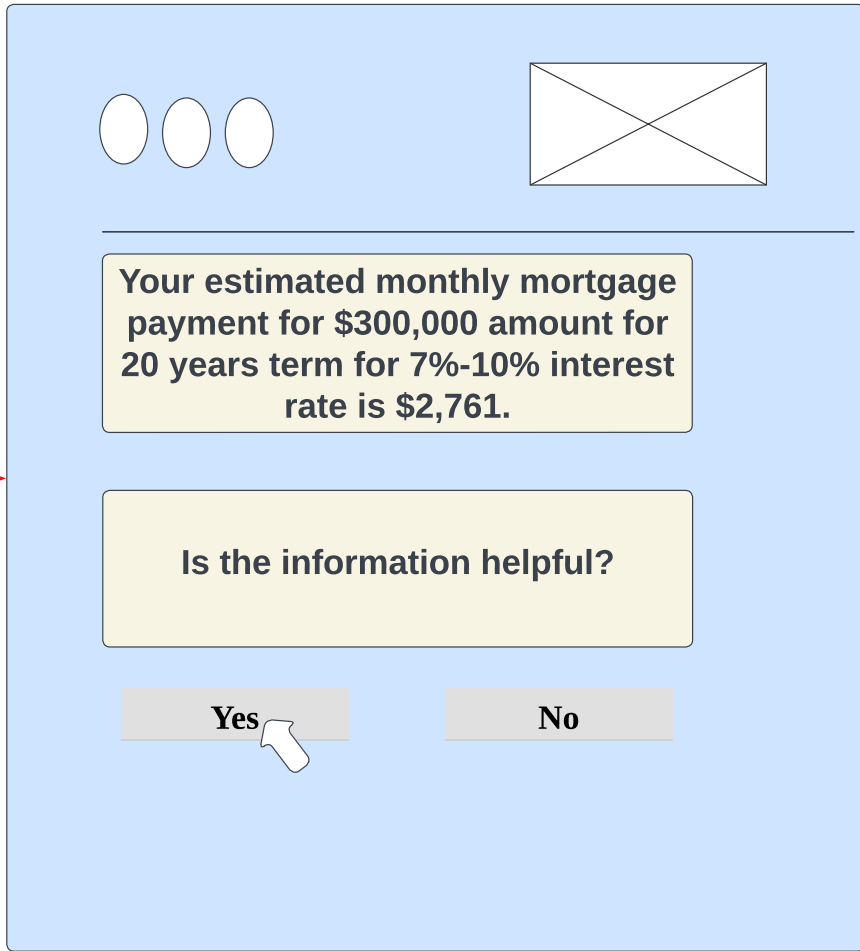 Your estimated monthly mortgage
payment for $300,000 amount for
20 years term for 7%-10% interest
rate is $2,761.
Is the information helpful?
Yes
No